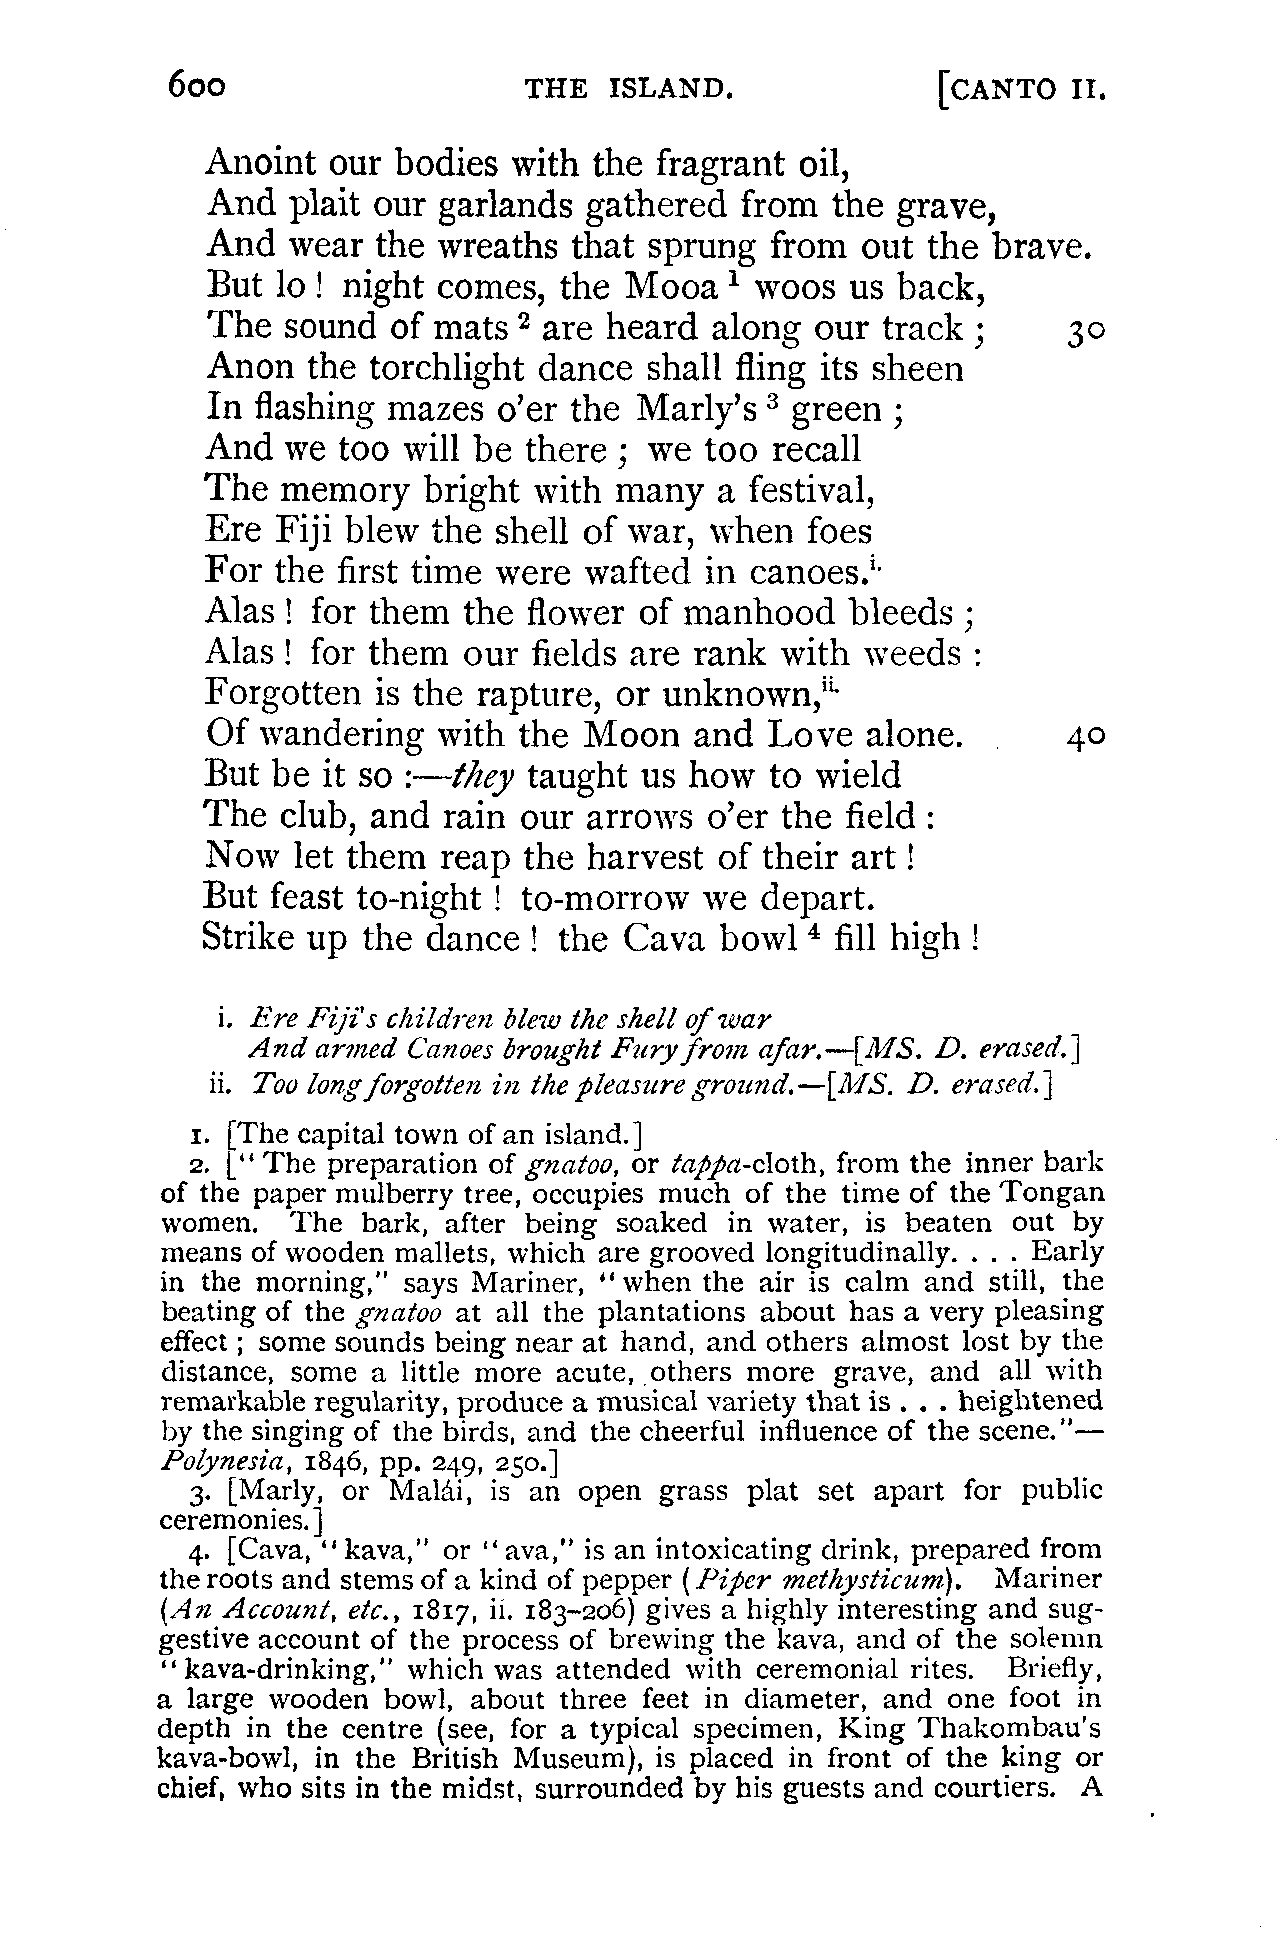 600 THE ISLAND. [CANTO II.
Anoint our bodies with the fragrant oil,
And plait our garlands gathered from the grave,
And wear the wreaths that sprung from out the brave.
But lo! night comes, the Mooa ¹ woos us back,
The sound of mats ² are heard along our track; 30
Anon the torchlight dance shall fling its sheen
In flashing mazes o'er the Marly's ³ green;
And we too will be there; we too recall
The memory bright with many a festival,
Ere Fiji blew the shell of war, when foes
For the first time were wafted in canoes.i.
Alas! for them the flower of manhood bleeds;
Alas! for them our fields are rank with weeds:
Forgotten is the rapture, or unknown,ii.
Of wandering with the Moon and Love alone. 40
But be it so:—they taught us how to wield
The club, and rain our arrows o'er the field:
Now let them reap the harvest of their art!
But feast to-night! to-morrow we depart.
Strike up the dance! the Cava bowl ⁴ fill high!
i. Ere Fiji's children blew the shell of war
And armed Canoes brought Fury from afar.—[MS. D. erased.]
ii. Too long forgotten in the pleasure ground.—[MS. D. erased.]
1. [The capital town of an island.]
2. ["The preparation of gnatoo, or tappa-cloth, from the inner bark
of the paper mulberry tree, occupies much of the time of the Tongan
women. The bark, after being soaked in water, is beaten out by
means of wooden mallets, which are grooved longitudinally. . . . Early
in the morning," says Mariner, "when the air is calm and still, the
beating of the gnatoo at all the plantations about has a very pleasing
effect; some sounds being near at hand, and others almost lost by the
distance, some a little more acute, others more grave, and all with
remarkable regularity, produce a musical variety that is . . . heightened
by the singing of the birds, and the cheerful influence of the scene."—
Polynesia, 1846, pp. 249, 250.]
3. [Marly, or Malái, is an open grass plat set apart for public
ceremonies.]
4. [Cava, "kava," or "ava," is an intoxicating drink, prepared from
the roots and stems of a kind of pepper (Piper methysticum). Mariner
(An Account, etc., 1817, ii. 183-206) gives a highly interesting and sug-
gestive account of the process of brewing the kava, and of the solemn
"kava-drinking," which was attended with ceremonial rites. Briefly,
a large wooden bowl, about three feet in diameter, and one foot in
depth in the centre (see, for a typical specimen, King Thakombau's
kava-bowl, in the British Museum), is placed in front of the king or
chief, who sits in the midst, surrounded by his guests and courtiers. A